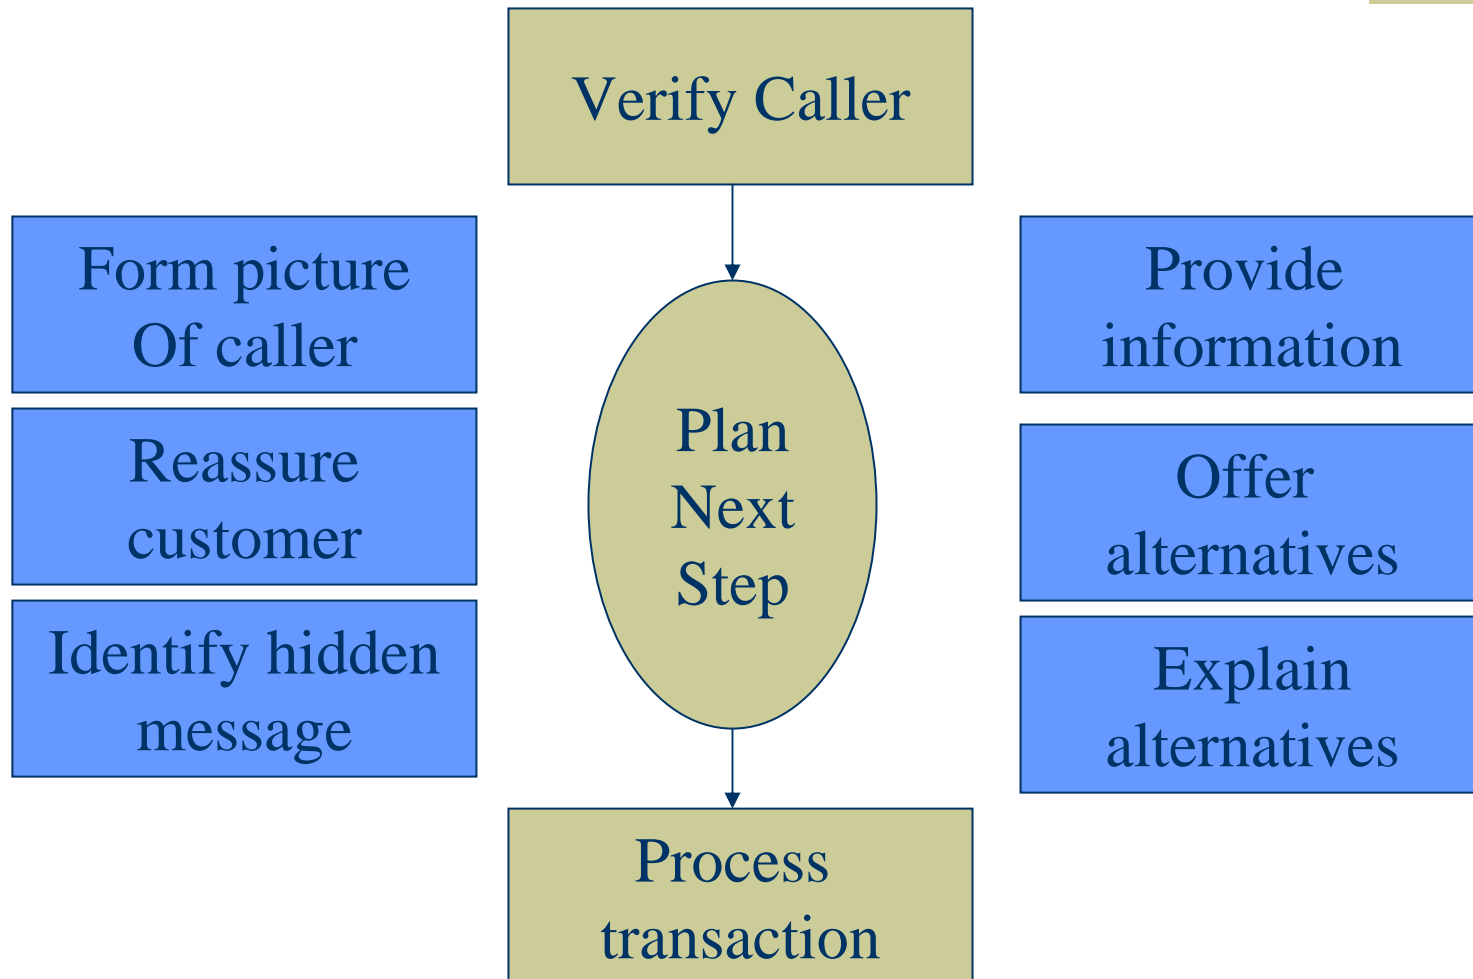 Verify Caller
Form picture
Of caller
Reassure
customer
Identify hidden
message
Plan
Next
Step
Provide
information
Offer
alternatives
Explain
alternatives
Process
transaction